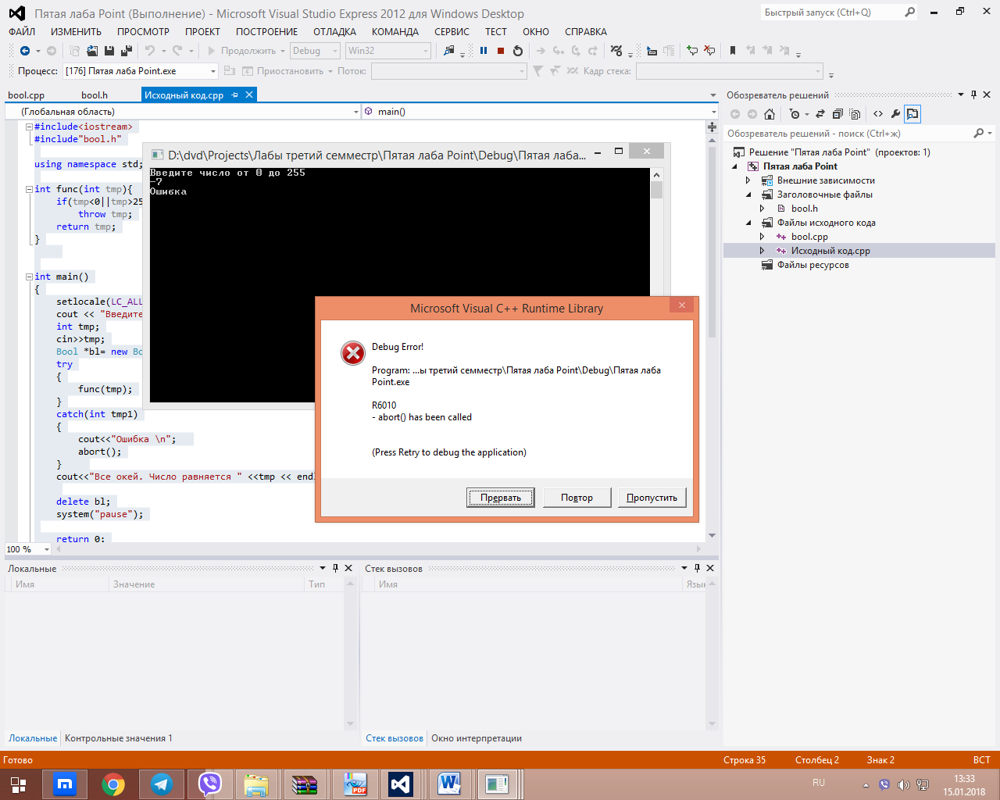 Пятая лаба Point (Выполнение) - Microsoft Visual Studio Express 2012 для Windows Desktop
Быстрый запуск (Ctrl+Q)
ФАЙЛ ИЗМЕНИТЬ ПРОСМОТР ПРОЕКТ ПОСТРОЕНИЕ ОТЛАДКА КОМАНДА СЕРВИС ТЕСТ ОКНО СПРАВКА
Продолжить Debug Win32
Процесс: [176] Пятая лаба Point.exe Приостановить Поток: Кадр стека:
bool.cpp bool.h Исходный код.cpp
(Глобальная область) main()
#include<iostream>
#include"bool.h"
using namespace std;
int func(int tmp){
if(tmp<0||tmp>25
throw tmp;
return tmp;
}
int main()
{
setlocale(LC_ALL
cout << "Введите
int tmp;
cin>>tmp;
Bool *bl= new Bo
try
{
func(tmp);
}
catch(int tmp1)
{
cout<<"Ошибка \n";
abort();
}
cout<<"Все окей. Число равняется " <<tmp << endl
delete bl;
system("pause");
return 0;
100 %
D:\dvd\Projects\Лабы третий семместр\Пятая лаба Point\Debug\Пятая лаба...
Введите число от 0 до 255
-7
Ошибка
Microsoft Visual C++ Runtime Library
Debug Error!
Program: ...ы третий семместр\Пятая лаба Point\Debug\Пятая лаба
Point.exe
R6010
- abort() has been called
(Press Retry to debug the application)
Прервать Повтор Пропустить
Обозреватель решений
Обозреватель решений - поиск (Ctrl+ж)
Решение "Пятая лаба Point" (проектов: 1)
Пятая лаба Point
Внешние зависимости
Заголовочные файлы
bool.h
Файлы исходного кода
bool.cpp
Исходный код.cpp
Файлы ресурсов
Локальные
Имя Значение Тип
Стек вызовов
Имя Язык
Локальные Контрольные значения 1
Стек вызовов Окно интерпретации
Готово Строка 35 Столбец 2 Знак 2 ВСТ
RU
13:33
15.01.2018